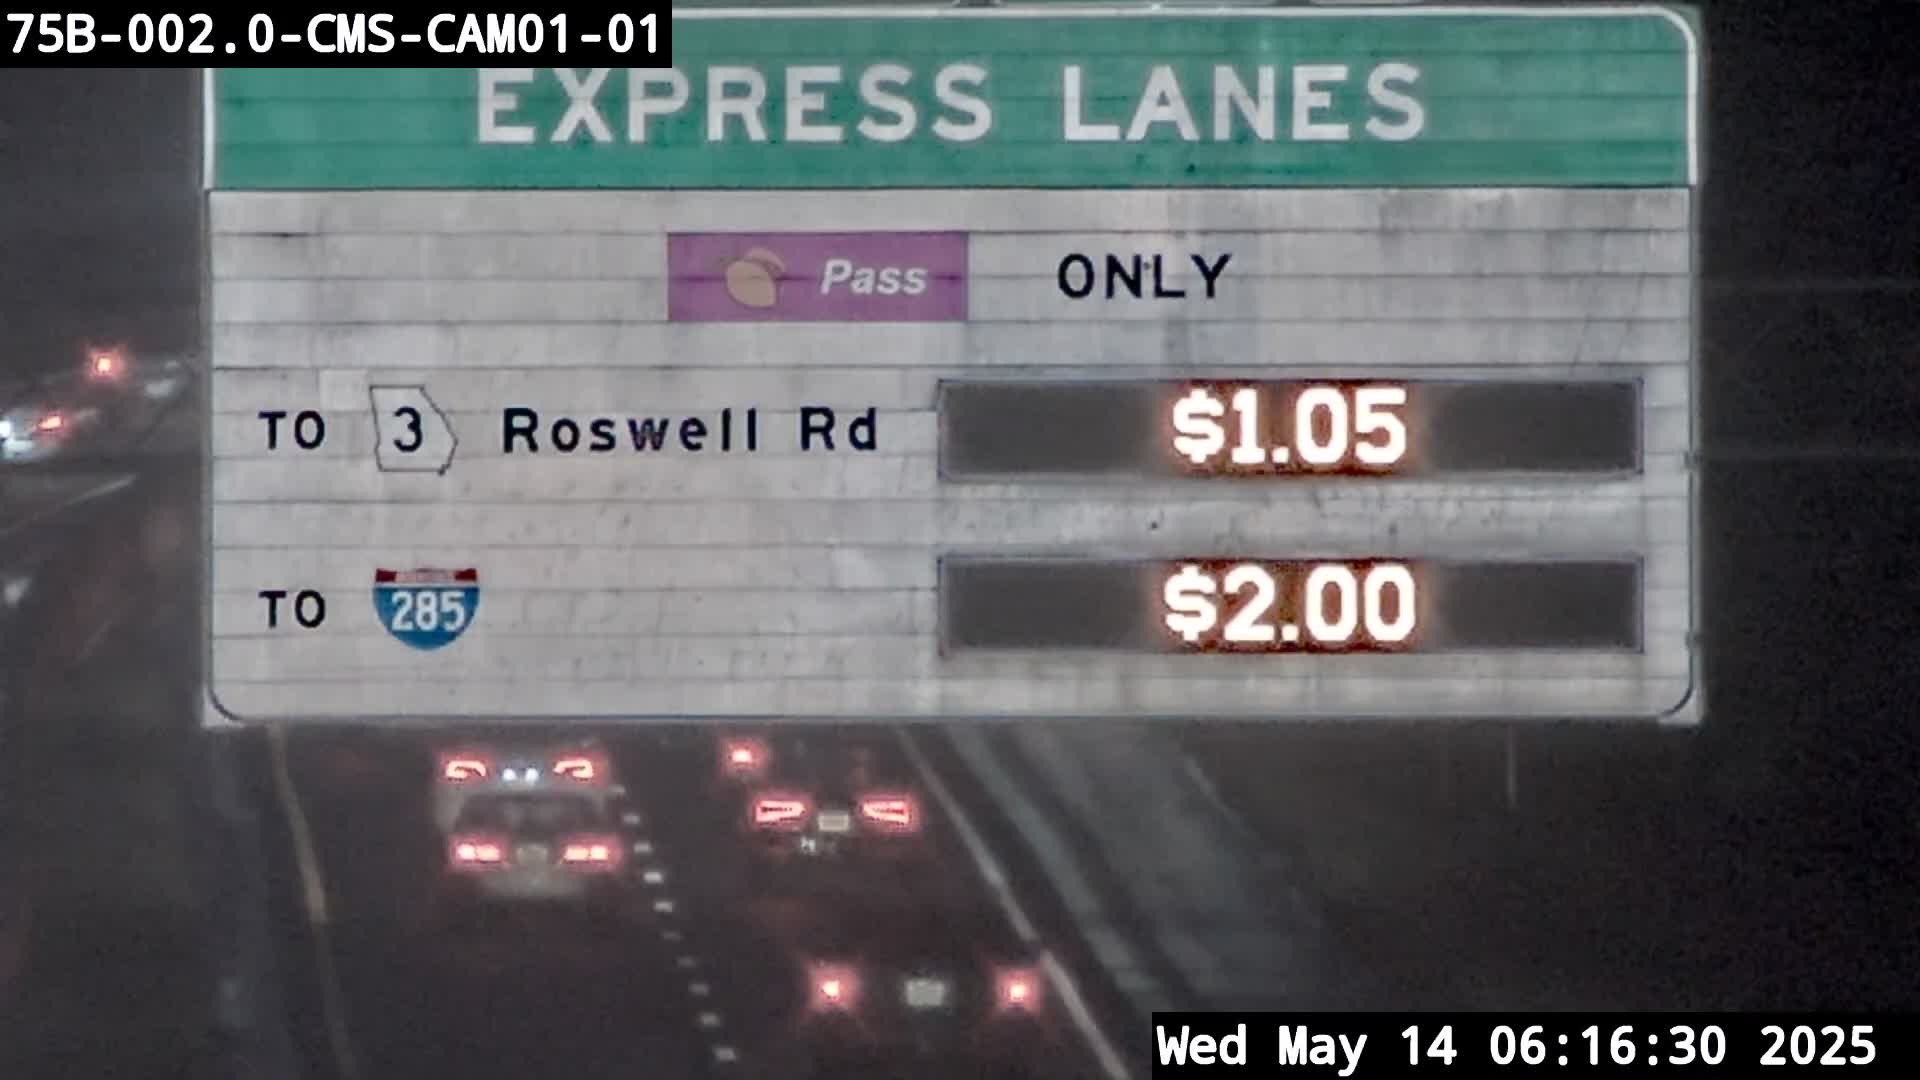 75B-002.0-CMS-CAM01-01
EXPRESS LANES
Pass ONLY
TO 3 Roswell Rd $1.05
TO 285 $2.00
Wed May 14 06:16:30 2025